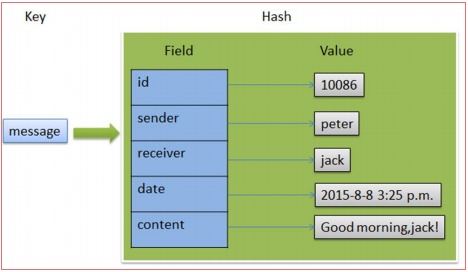 Key Hash
Field Value
id 10086
sender peter
message
receiver jack
date 2015-8-8 3:25 p.m.
content Good morning,jack!